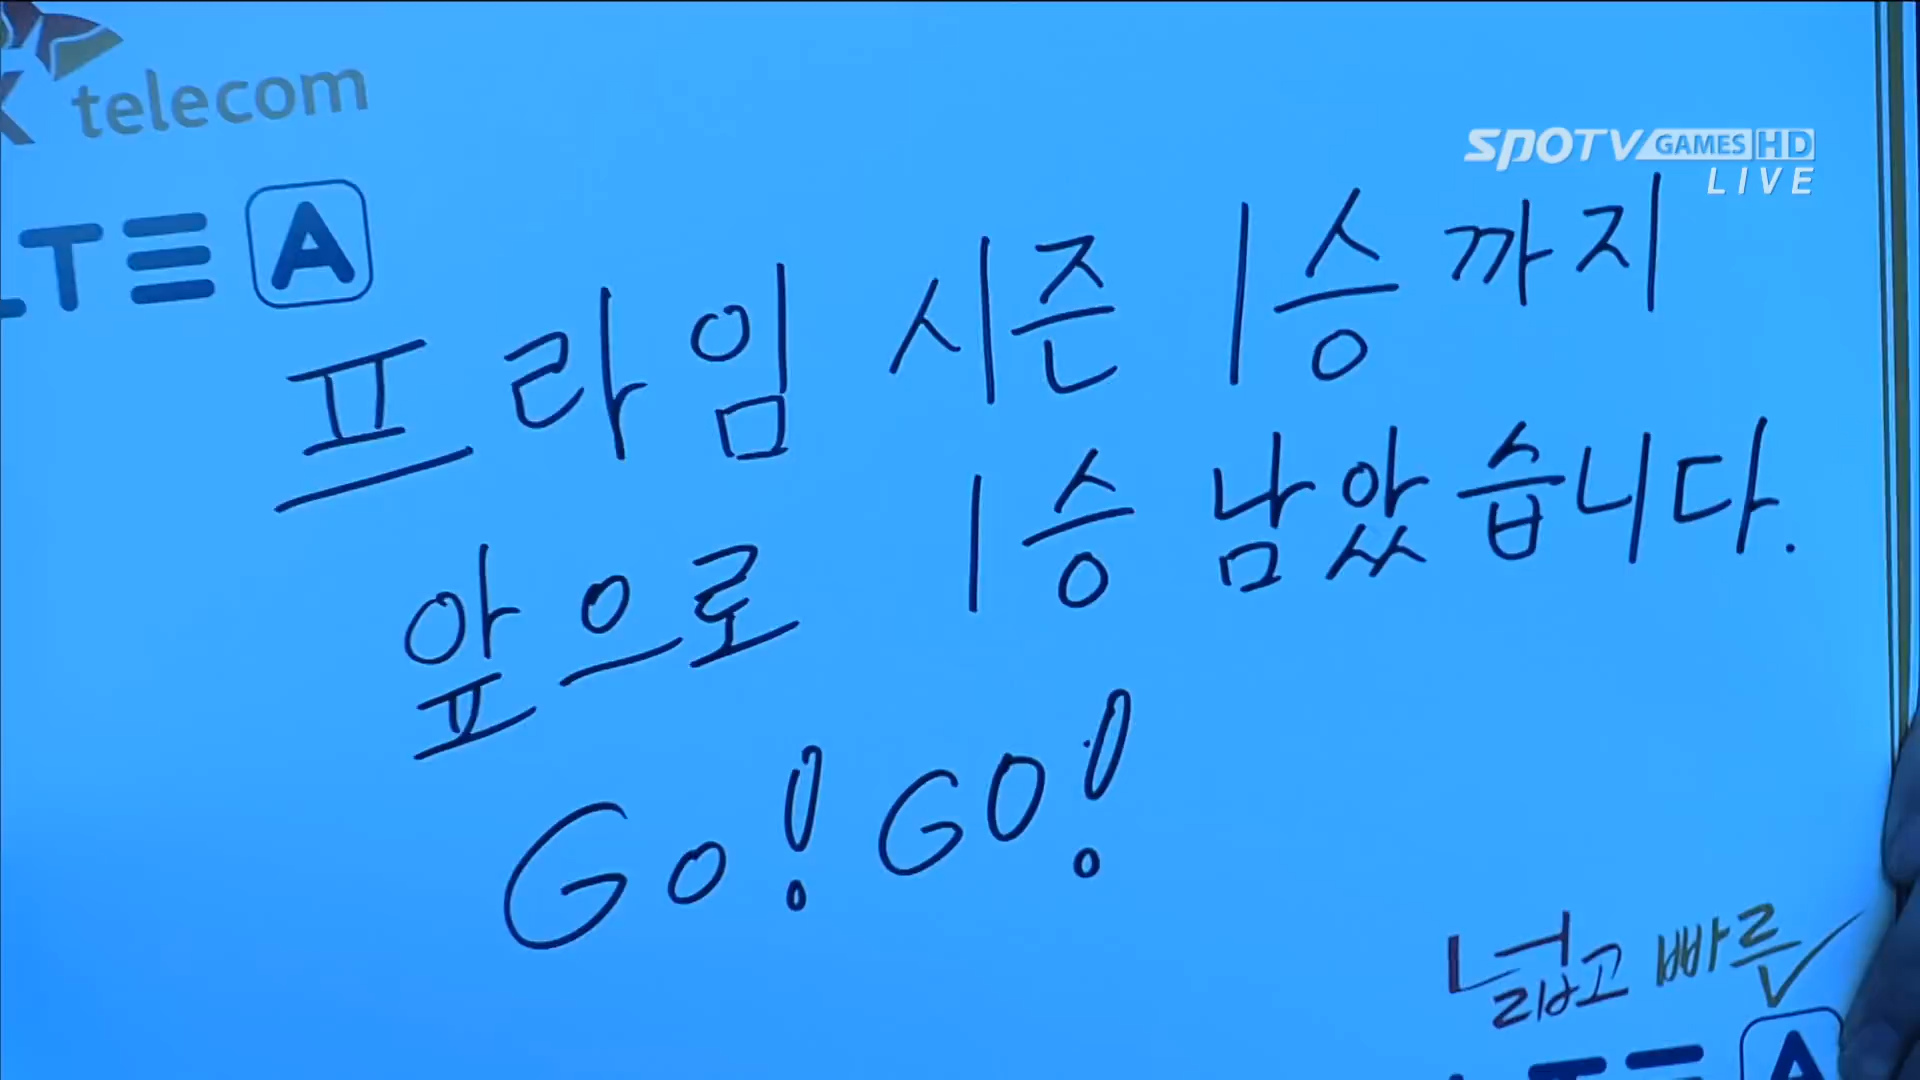 telecom
LTE A
SPOTV GAMES HD
LIVE
프라임 시즌 1승까지
앞으로 1승 남았습니다.
Go! GO!
넓고 빠른
LTE A